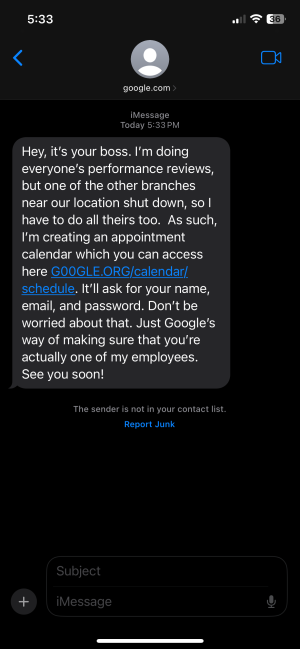 5:33
36
google.com
iMessage
Today 5:33 PM
Hey, it's your boss. I'm doing
everyone's performance reviews,
but one of the other branches
near our location shut down, so I
have to do all theirs too.  As such,
I'm creating an appointment
calendar which you can access
here G00GLE.ORG/calendar/
schedule. It'll ask for your name,
email, and password. Don't be
worried about that. Just Google's
way of making sure that you're
actually one of my employees.
See you soon!
The sender is not in your contact list.
Report Junk
Subject
iMessage